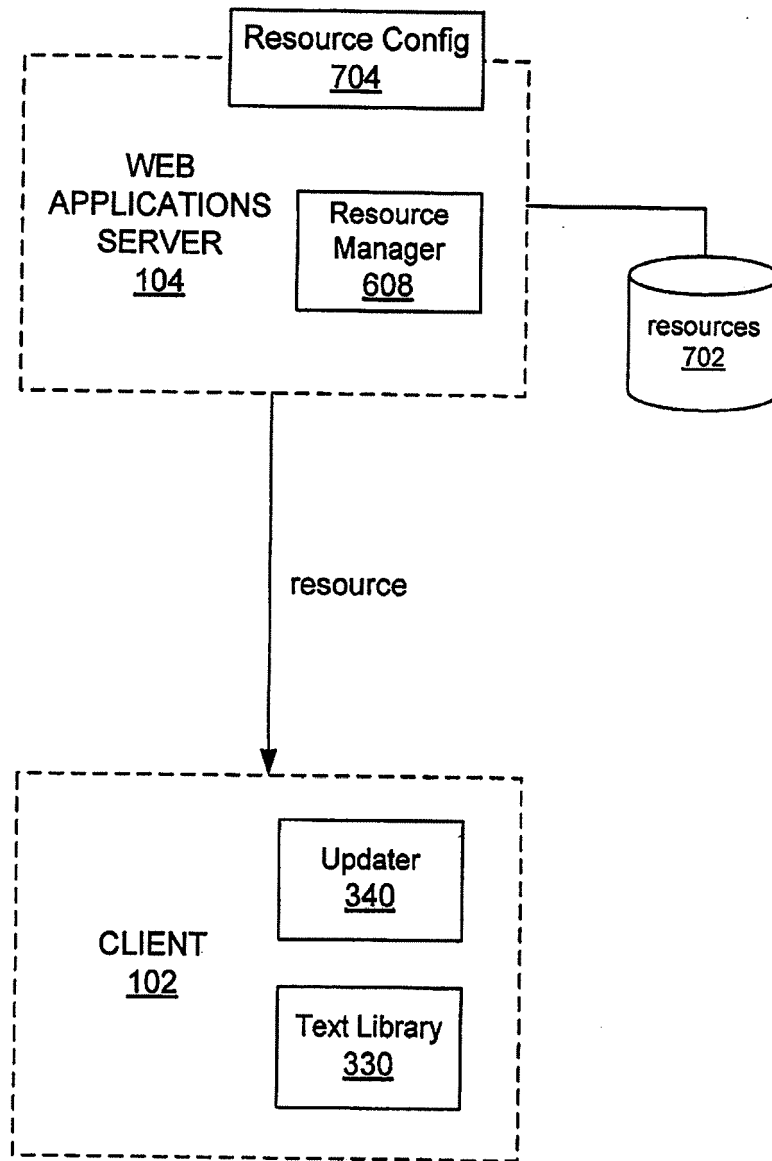 Resource Config
704
WEB
APPLICATIONS
SERVER
104
Resource
Manager
608
resources
702
resource
Updater
340
CLIENT
102
Text Library
330